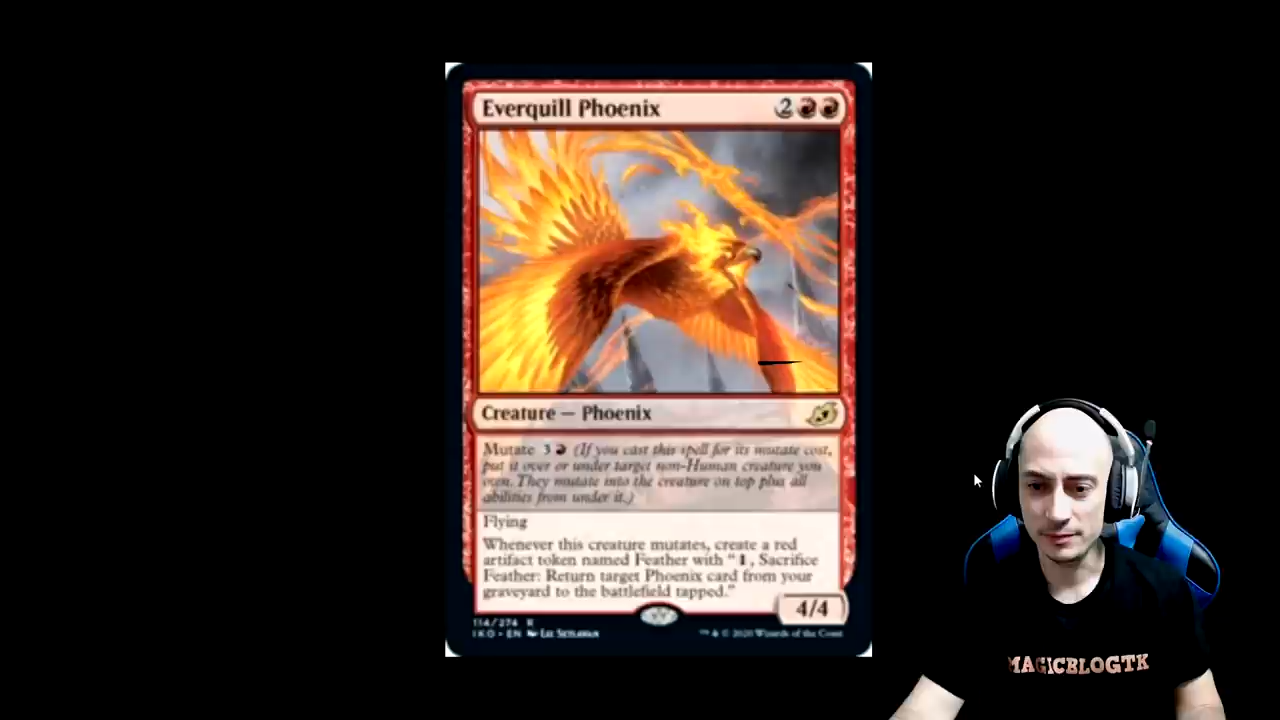 Everquill Phoenix 2
Creature — Phoenix
Mutate 3 (If you cast this spell for its mutate cost,
put it over or under target non-Human creature you
own. They mutate into the creature on top plus all
abilities from under it.)
Flying
Whenever this creature mutates, create a red
artifact token named Feather with “1, Sacrifice
Feather: Return target Phoenix card from your
graveyard to the battlefield tapped.”
4/4
114/274 R
IKO • EN
™ & © 2020 Wizards of the Coast
MAGICBLOGTK